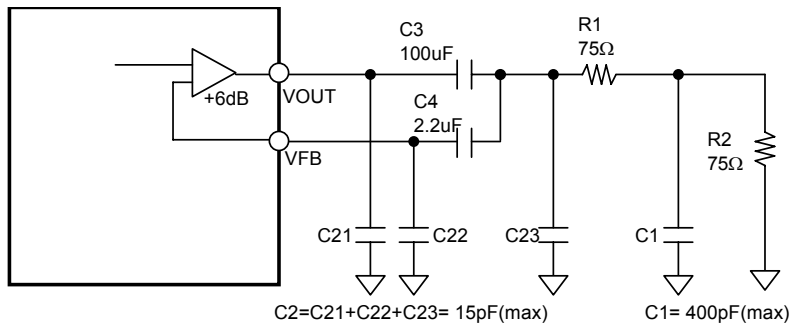 C3
100uF
R1
75Ω
VOUT
+6dB
C4
2.2uF
VFB
R2
75Ω
C21
C22
C23
C1
C2=C21+C22+C23= 15pF(max)
C1= 400pF(max)